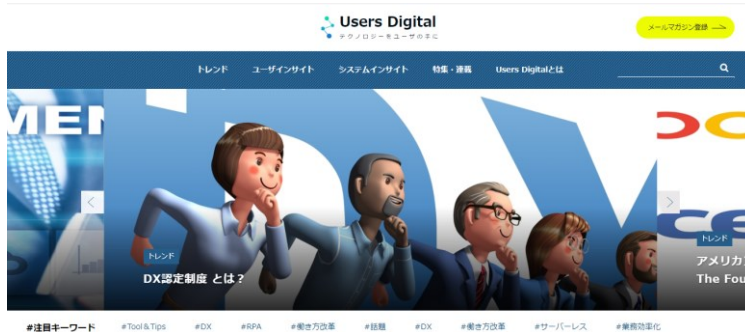 Users Digital
テクノロジーをユーザの手に
メールマガジン登録
トレンド ユーザインサイト システムインサイト 特集・連載 Users Digitalとは
トレンド
DX認定制度 とは？
トレンド
アメリカ
The Fou
#注目キーワード #Tool＆Tips #DX #RPA #働き方改革 #話題 #DX #働き方改革 #サーバーレス #業務効率化